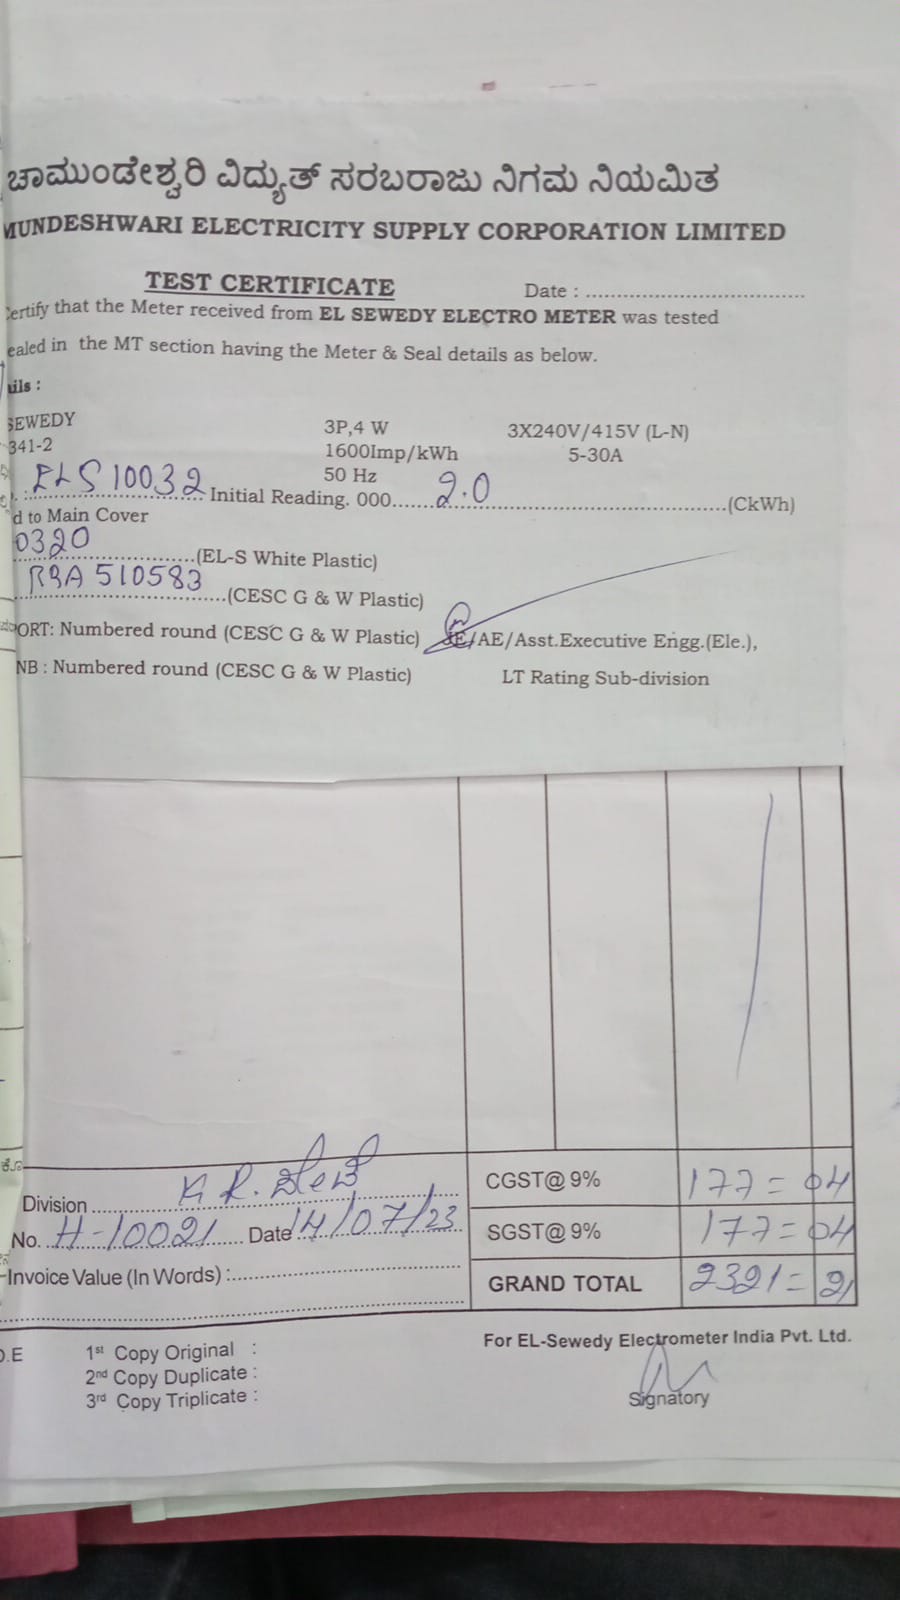 ಚಾಮುಂಡೇಶ್ವರಿ ವಿದ್ಯುತ್ ಸರಬರಾಜು ನಿಗಮ ನಿಯಮಿತ
MUNDESHWARI ELECTRICITY SUPPLY CORPORATION LIMITED
TEST CERTIFICATE Date : ....................................
Certify that the Meter received from EL SEWEDY ELECTRO METER was tested
ealed in the MT section having the Meter & Seal details as below.
ails :
SEWEDY 3P,4 W 3X240V/415V (L-N)
341-2 1600Imp/kWh 5-30A
50 Hz
ELS 10032 Initial Reading. 000......2.0......(CkWh)
d to Main Cover
0320 (EL-S White Plastic)
RBA 510583 (CESC G & W Plastic)
ORT: Numbered round (CESC G & W Plastic) JE/AE/Asst.Executive Engg.(Ele.),
NB : Numbered round (CESC G & W Plastic) LT Rating Sub-division
Division K R. ಪೇಟೆ CGST@ 9% 177=04
No. H-10021 Date 14/07/23 SGST@ 9% 177=04
Invoice Value (In Words) : GRAND TOTAL 2321=21
For EL-Sewedy Electrometer India Pvt. Ltd.
O.E 1st Copy Original :
2nd Copy Duplicate :
3rd Copy Triplicate : Signatory